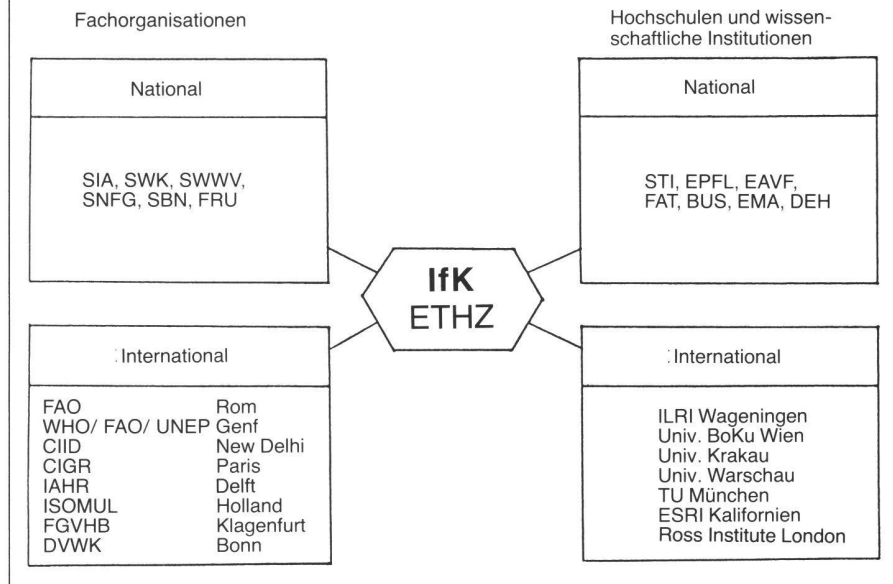 Fachorganisationen
National
SIA, SWK, SWWV,
SNFG, SBN, FRU
Hochschulen und wissen-
schaftliche Institutionen
National
STI, EPFL, EAVF,
FAT, BUS, EMA, DEH
IfK
ETHZ
International
FAO Rom
WHO/ FAO/ UNEP Genf
CIID New Delhi
CIGR Paris
IAHR Delft
ISOMUL Holland
FGVHB Klagenfurt
DVWK Bonn
International
ILRI Wageningen
Univ. BoKu Wien
Univ. Krakau
Univ. Warschau
TU München
ESRI Kalifornien
Ross Institute London